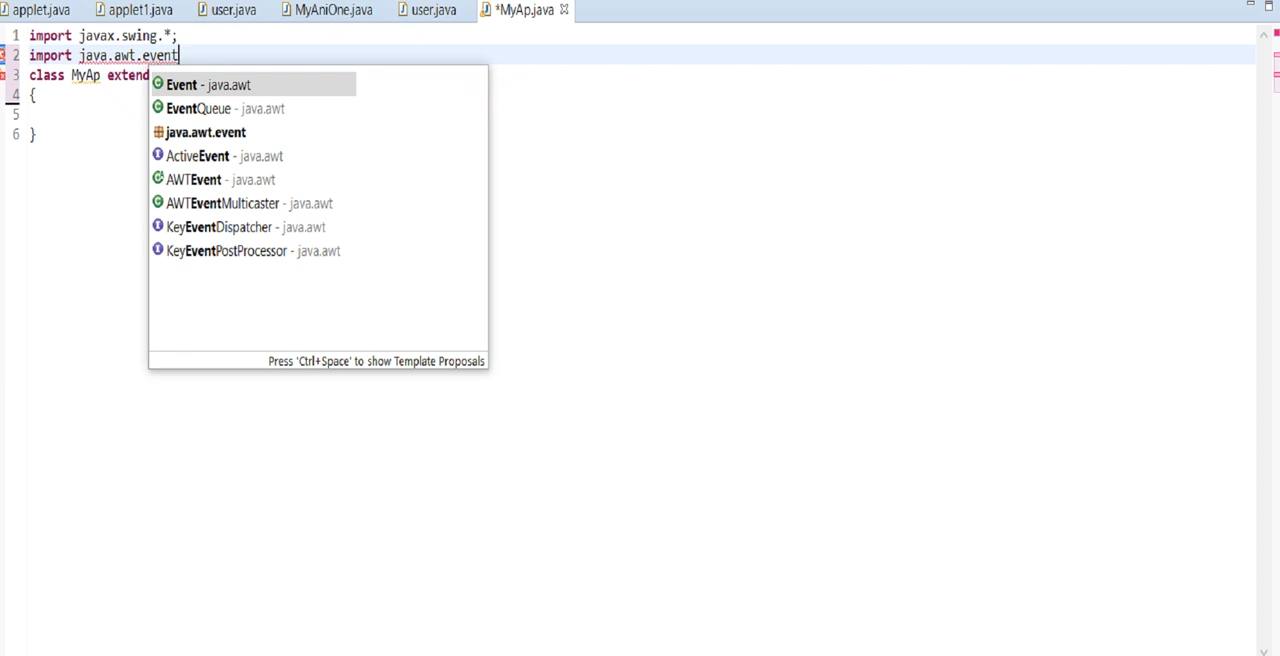 applet.java applet1.java user.java MyAniOne.java user.java *MyAp.java
1 import javax.swing.*;
2 import java.awt.event
3 class MyAp extend
4 {
5
6 }
Event - java.awt
EventQueue - java.awt
java.awt.event
ActiveEvent - java.awt
AWTEvent - java.awt
AWTEventMulticaster - java.awt
KeyEventDispatcher - java.awt
KeyEventPostProcessor - java.awt
Press 'Ctrl+Space' to show Template Proposals